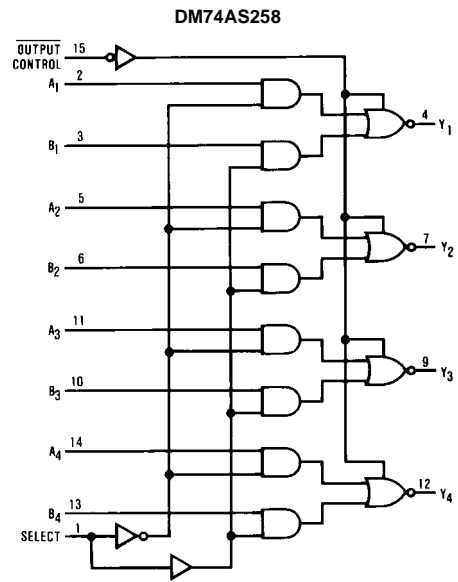 DM74AS258
OUTPUT
CONTROL
15
A1
2
4
Y1
B1
3
A2
5
7
Y2
B2
6
A3
11
9
Y3
B3
10
A4
14
12
Y4
B4
13
SELECT
1